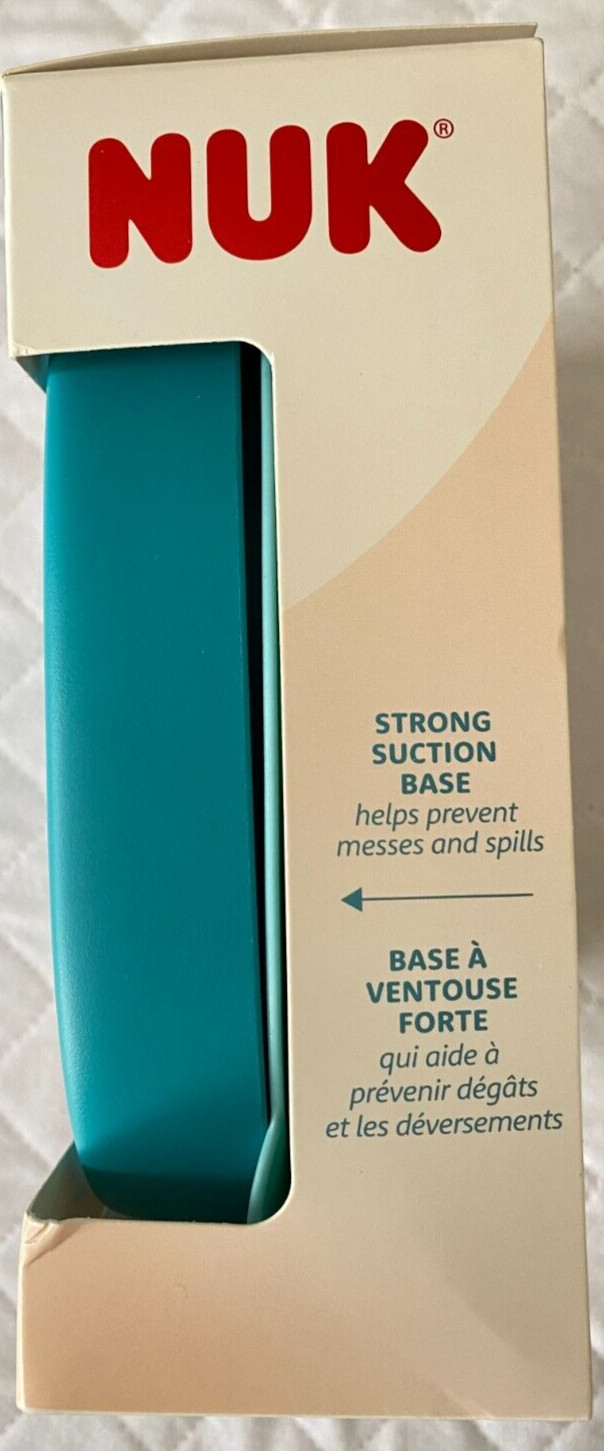 NUK®
STRONG
SUCTION
BASE
helps prevent
messes and spills
BASE À
VENTOUSE
FORTE
qui aide à
prévenir dégâts
et les déversements